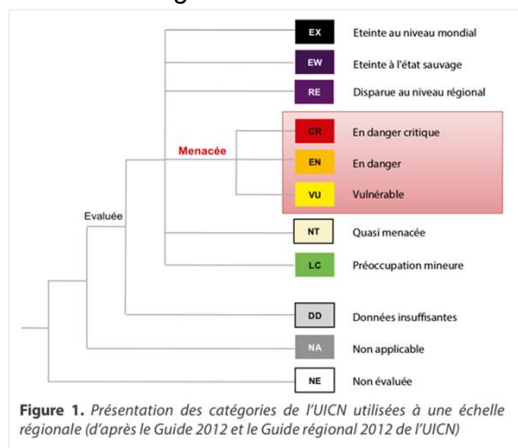 EX Eteinte au niveau mondial
EW Eteinte à l'état sauvage
RE Disparue au niveau régional
CR En danger critique
Menacée
EN En danger
VU Vulnérable
Evaluée
NT Quasi menacée
LC Préoccupation mineure
DD Données insuffisantes
NA Non applicable
NE Non évaluée
Figure 1. Présentation des catégories de l'UICN utilisées à une échelle
régionale (d'après le Guide 2012 et le Guide régional 2012 de l'UICN)